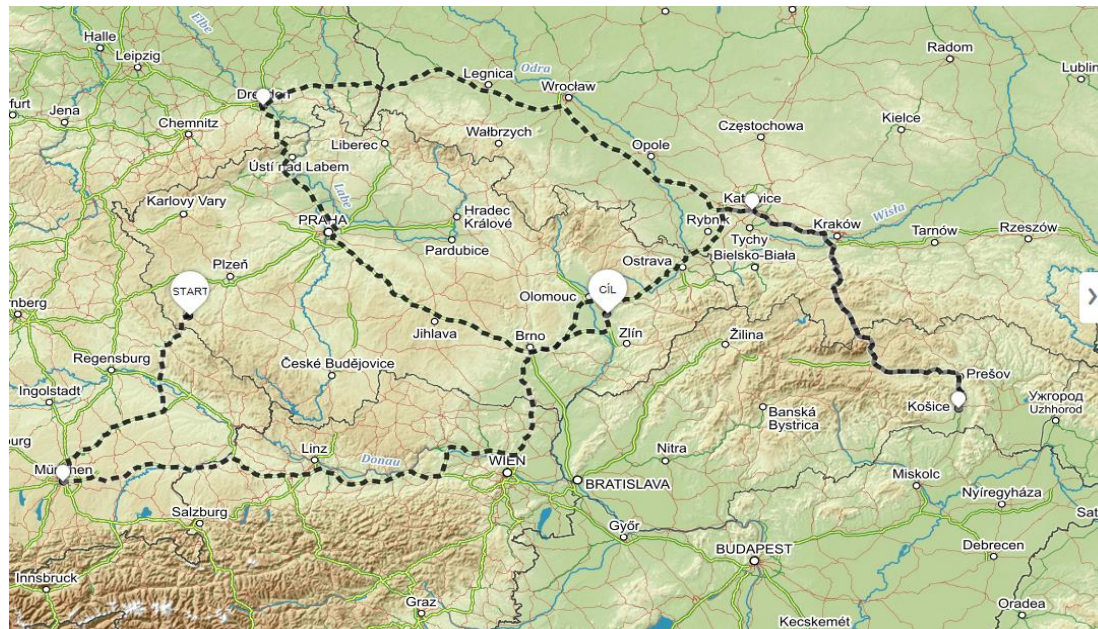 Elbe
Halle
Leipzig
Radom
Legnica
Odra
Lublin
Wrocław
furt
Jena
Dresden
Kielce
Chemnitz
Wałbrzych
Częstochowa
Liberec
Opole
Ústí nad Labem
Labe
Karlovy Vary
Katowice
Hradec
Králové
Wisła
PRAHA
Rybn
Kraków
Tychy
Tarnów
Rzeszów
Pardubice
Bielsko-Biała
Plzeň
Ostrava
START
CÍL
Olomouc
rnberg
Jihlava
Brno
Zlín
Žilina
Regensburg
České Budějovice
Prešov
Ingolstadt
Košice
Ужгород
Uzhhorod
Banská
Bystrica
burg
Linz
Donau
Nitra
München
WIEN
BRATISLAVA
Miskolc
Nyíregyháza
Salzburg
Sat
Győr
BUDAPEST
Debrecen
Innsbruck
Graz
Oradea
Kecskemét